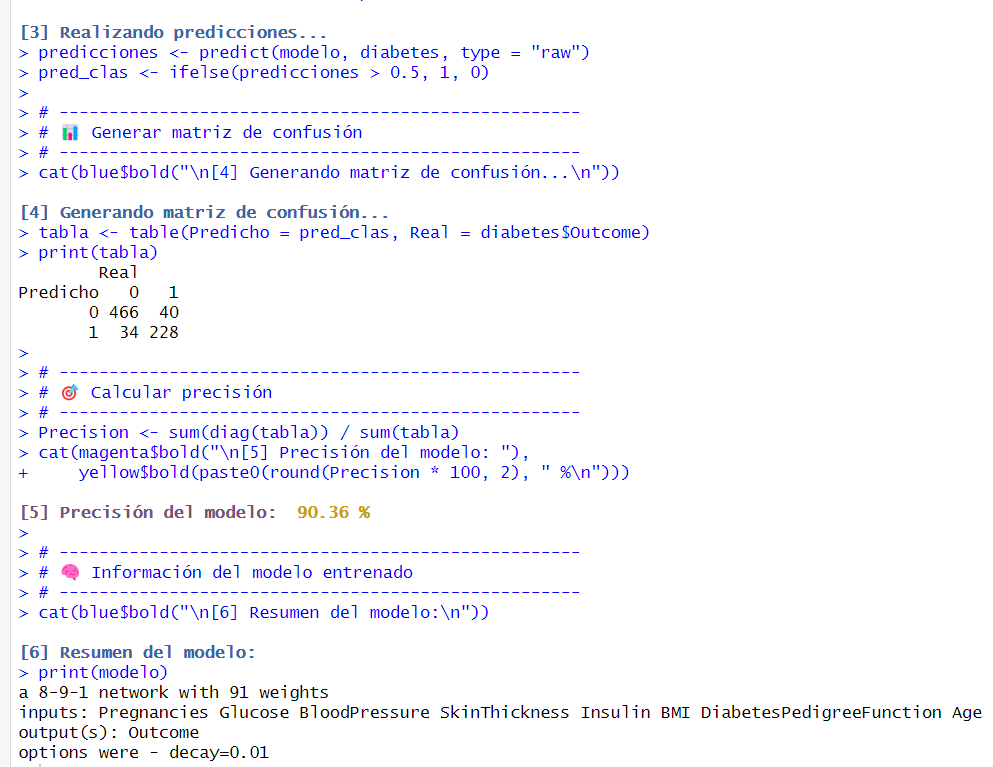 [3] Realizando predicciones...
> predicciones <- predict(modelo, diabetes, type = "raw")
> pred_clas <- ifelse(predicciones > 0.5, 1, 0)
>
> # ----------------------------------------------------
> # 📊 Generar matriz de confusión
> # ----------------------------------------------------
> cat(blue$bold("\n[4] Generando matriz de confusión...\n"))

[4] Generando matriz de confusión...
> tabla <- table(Predicho = pred_clas, Real = diabetes$Outcome)
> print(tabla)
        Real
Predicho   0   1
       0 466  40
       1  34 228
>
> # ----------------------------------------------------
> # 🎯 Calcular precisión
> # ----------------------------------------------------
> Precision <- sum(diag(tabla)) / sum(tabla)
> cat(magenta$bold("\n[5] Precisión del modelo: "),
+     yellow$bold(paste0(round(Precision * 100, 2), " %\n")))

[5] Precisión del modelo:  90.36 %
>
> # ----------------------------------------------------
> # 🧠 Información del modelo entrenado
> # ----------------------------------------------------
> cat(blue$bold("\n[6] Resumen del modelo:\n"))

[6] Resumen del modelo:
> print(modelo)
a 8-9-1 network with 91 weights
inputs: Pregnancies Glucose BloodPressure SkinThickness Insulin BMI DiabetesPedigreeFunction Age
output(s): Outcome
options were - decay=0.01